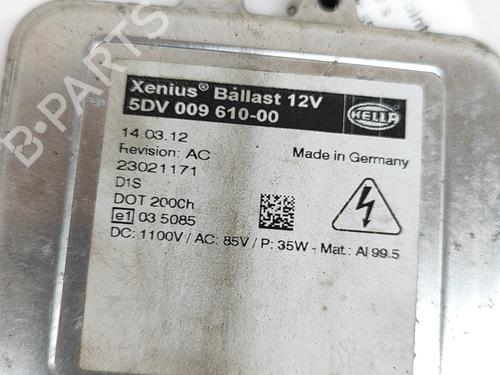 Xenius® Ballast 12V
5DV 009 610-00
HELLA
14.03.12
Revision: AC
Made in Germany
23021171
D1S
DOT 200Ch
e1 03 5085
DC: 1100V / AC: 85V / P: 35W - Mat.: Al 99.5
B-PARTS